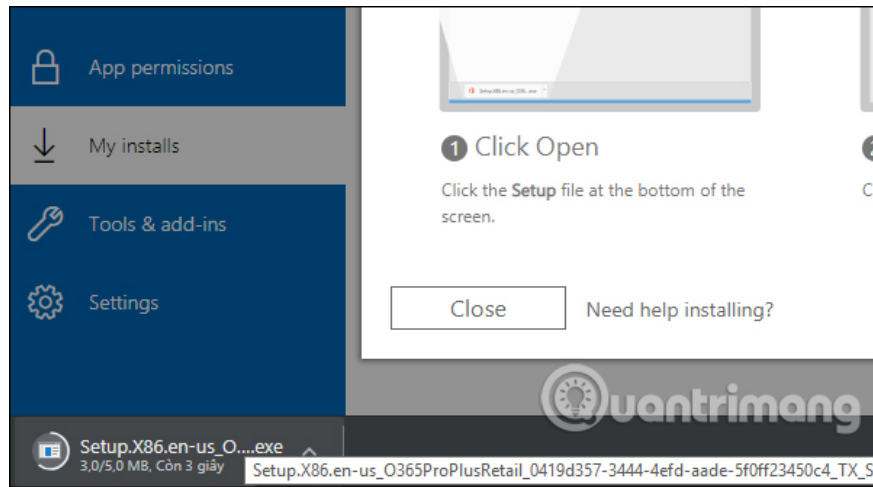 App permissions
My installs
Tools & add-ins
Settings
1 Click Open
Click the Setup file at the bottom of the
screen.
Close
Need help installing?
Quantrimang
Setup.X86.en-us_O....exe
3,0/5,0 MB, Còn 3 giây
Setup.X86.en-us_O365ProPlusRetail_0419d357-3444-4efd-aade-5f0ff23450c4_TX_S